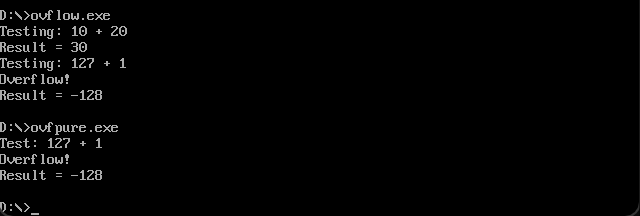 D:\>ovflow.exe
Testing: 10 + 20
Result = 30
Testing: 127 + 1
Overflow!
Result = -128
D:\>ovfpure.exe
Test: 127 + 1
Overflow!
Result = -128
D:\>_